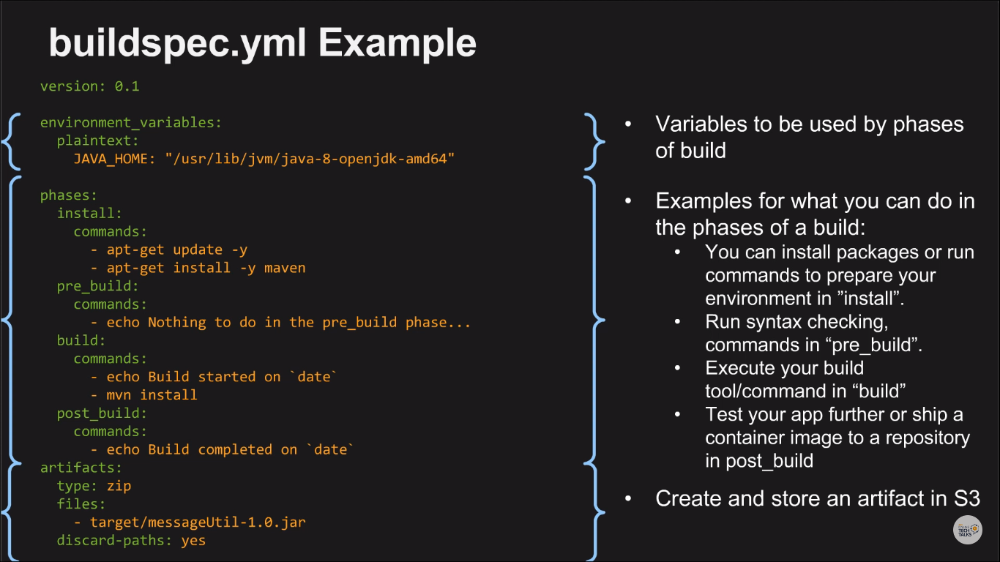 buildspec.yml Example
version: 0.1
environment_variables:
plaintext:
JAVA_HOME: "/usr/lib/jvm/java-8-openjdk-amd64"
phases:
install:
commands:
- apt-get update -y
- apt-get install -y maven
pre_build:
commands:
- echo Nothing to do in the pre_build phase...
build:
commands:
- echo Build started on `date`
- mvn install
post_build:
commands:
- echo Build completed on `date`
artifacts:
type: zip
files:
- target/messageUtil-1.0.jar
discard-paths: yes
• Variables to be used by phases
of build
• Examples for what you can do in
the phases of a build:
• You can install packages or run
commands to prepare your
environment in ”install”.
• Run syntax checking,
commands in “pre_build”.
• Execute your build
tool/command in “build”
• Test your app further or ship a
container image to a repository
in post_build
• Create and store an artifact in S3
TECH
TALKS